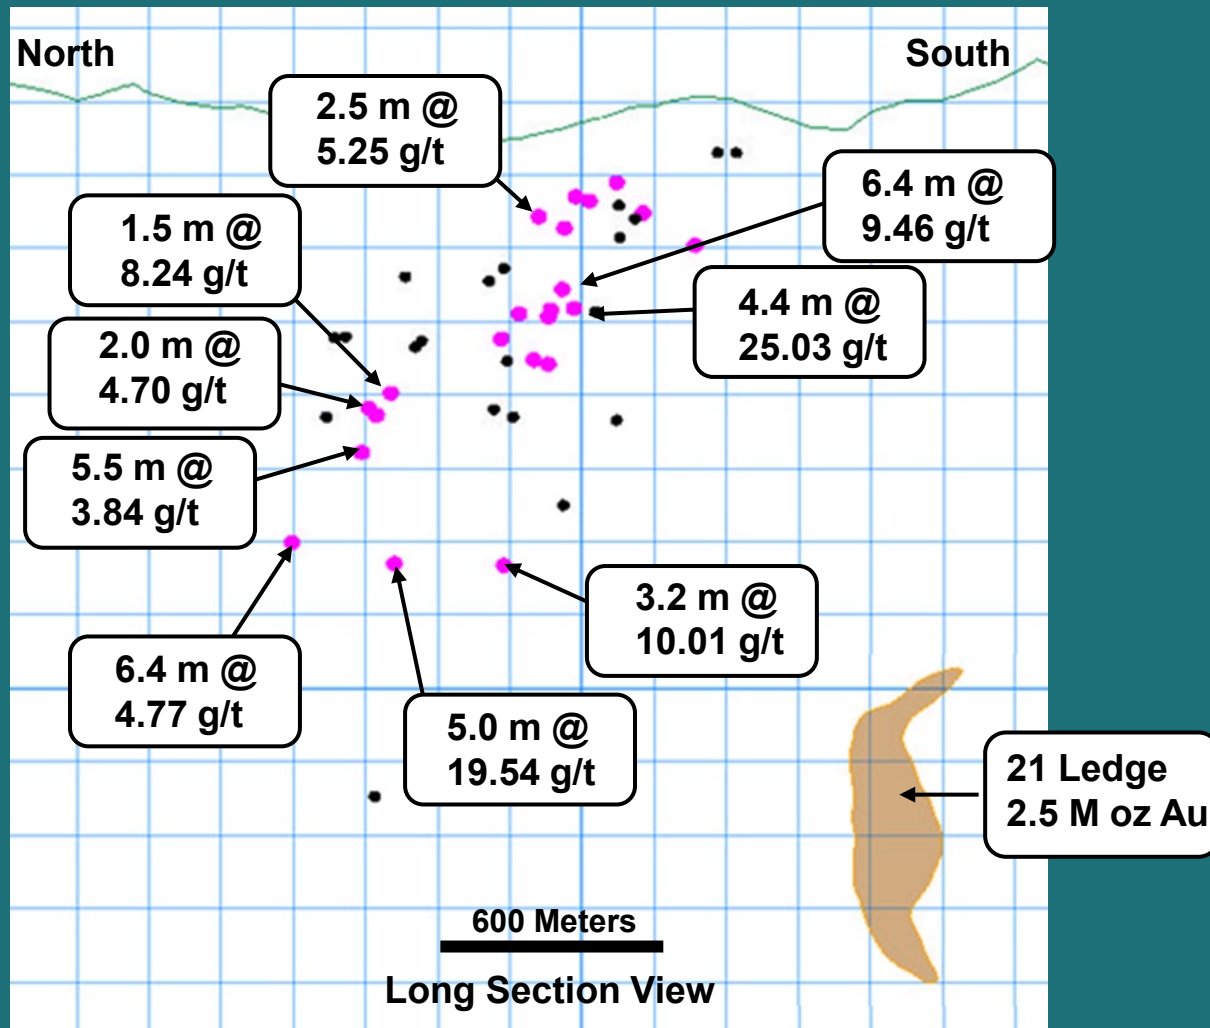 North
South
2.5 m @
5.25 g/t
6.4 m @
9.46 g/t
1.5 m @
8.24 g/t
4.4 m @
25.03 g/t
2.0 m @
4.70 g/t
5.5 m @
3.84 g/t
3.2 m @
10.01 g/t
6.4 m @
4.77 g/t
5.0 m @
19.54 g/t
21 Ledge
2.5 M oz Au
600 Meters
Long Section View